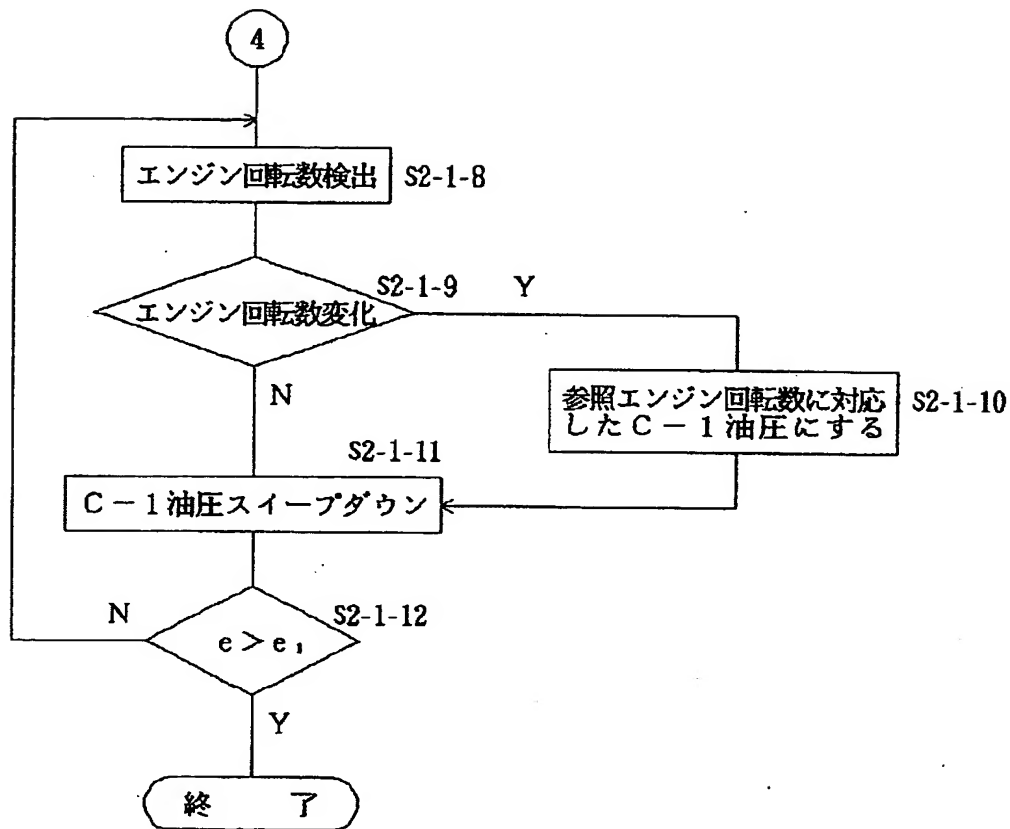 4
エンジン回転数検出
S2-1-8
S2-1-9
Y
エンジン回転数変化
N
参照エンジン回転数に対応
したC-1油圧にする
S2-1-10
S2-1-11
C-1油圧スイープダウン
N
S2-1-12
e>e₁
Y
終 了